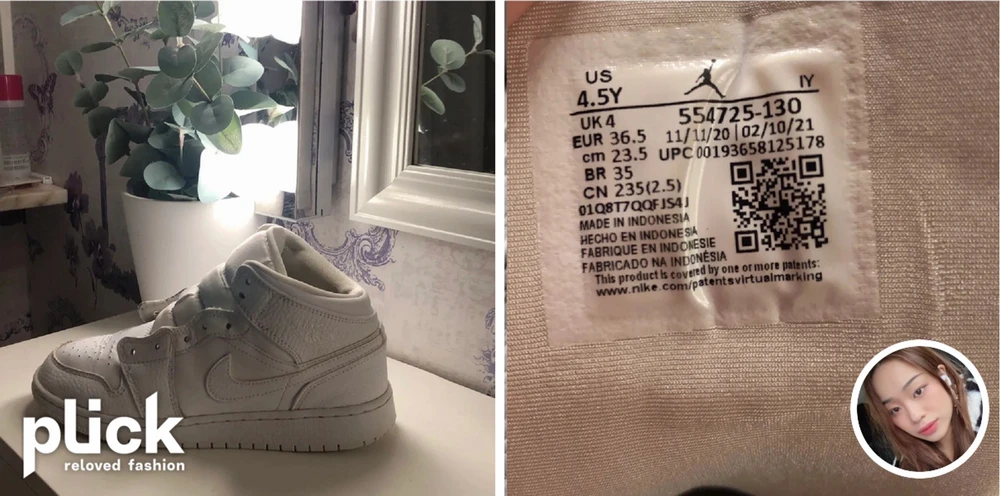 plick
reloved fashion
US
4.5Y
IY
UK 4
EUR 36.5
cm 23.5
BR 35
CN 235(2.5)
554725-130
11/11/20 | 02/10/21
UPC 00193658125178
01Q8T7QQFJS4J
MADE IN INDONESIA
HECHO EN INDONESIA
FABRIQUE EN INDONESIE
FABRICADO NA INDONÉSIA
This product is covered by one or more patents:
www.nike.com/patentsvirtualmarking